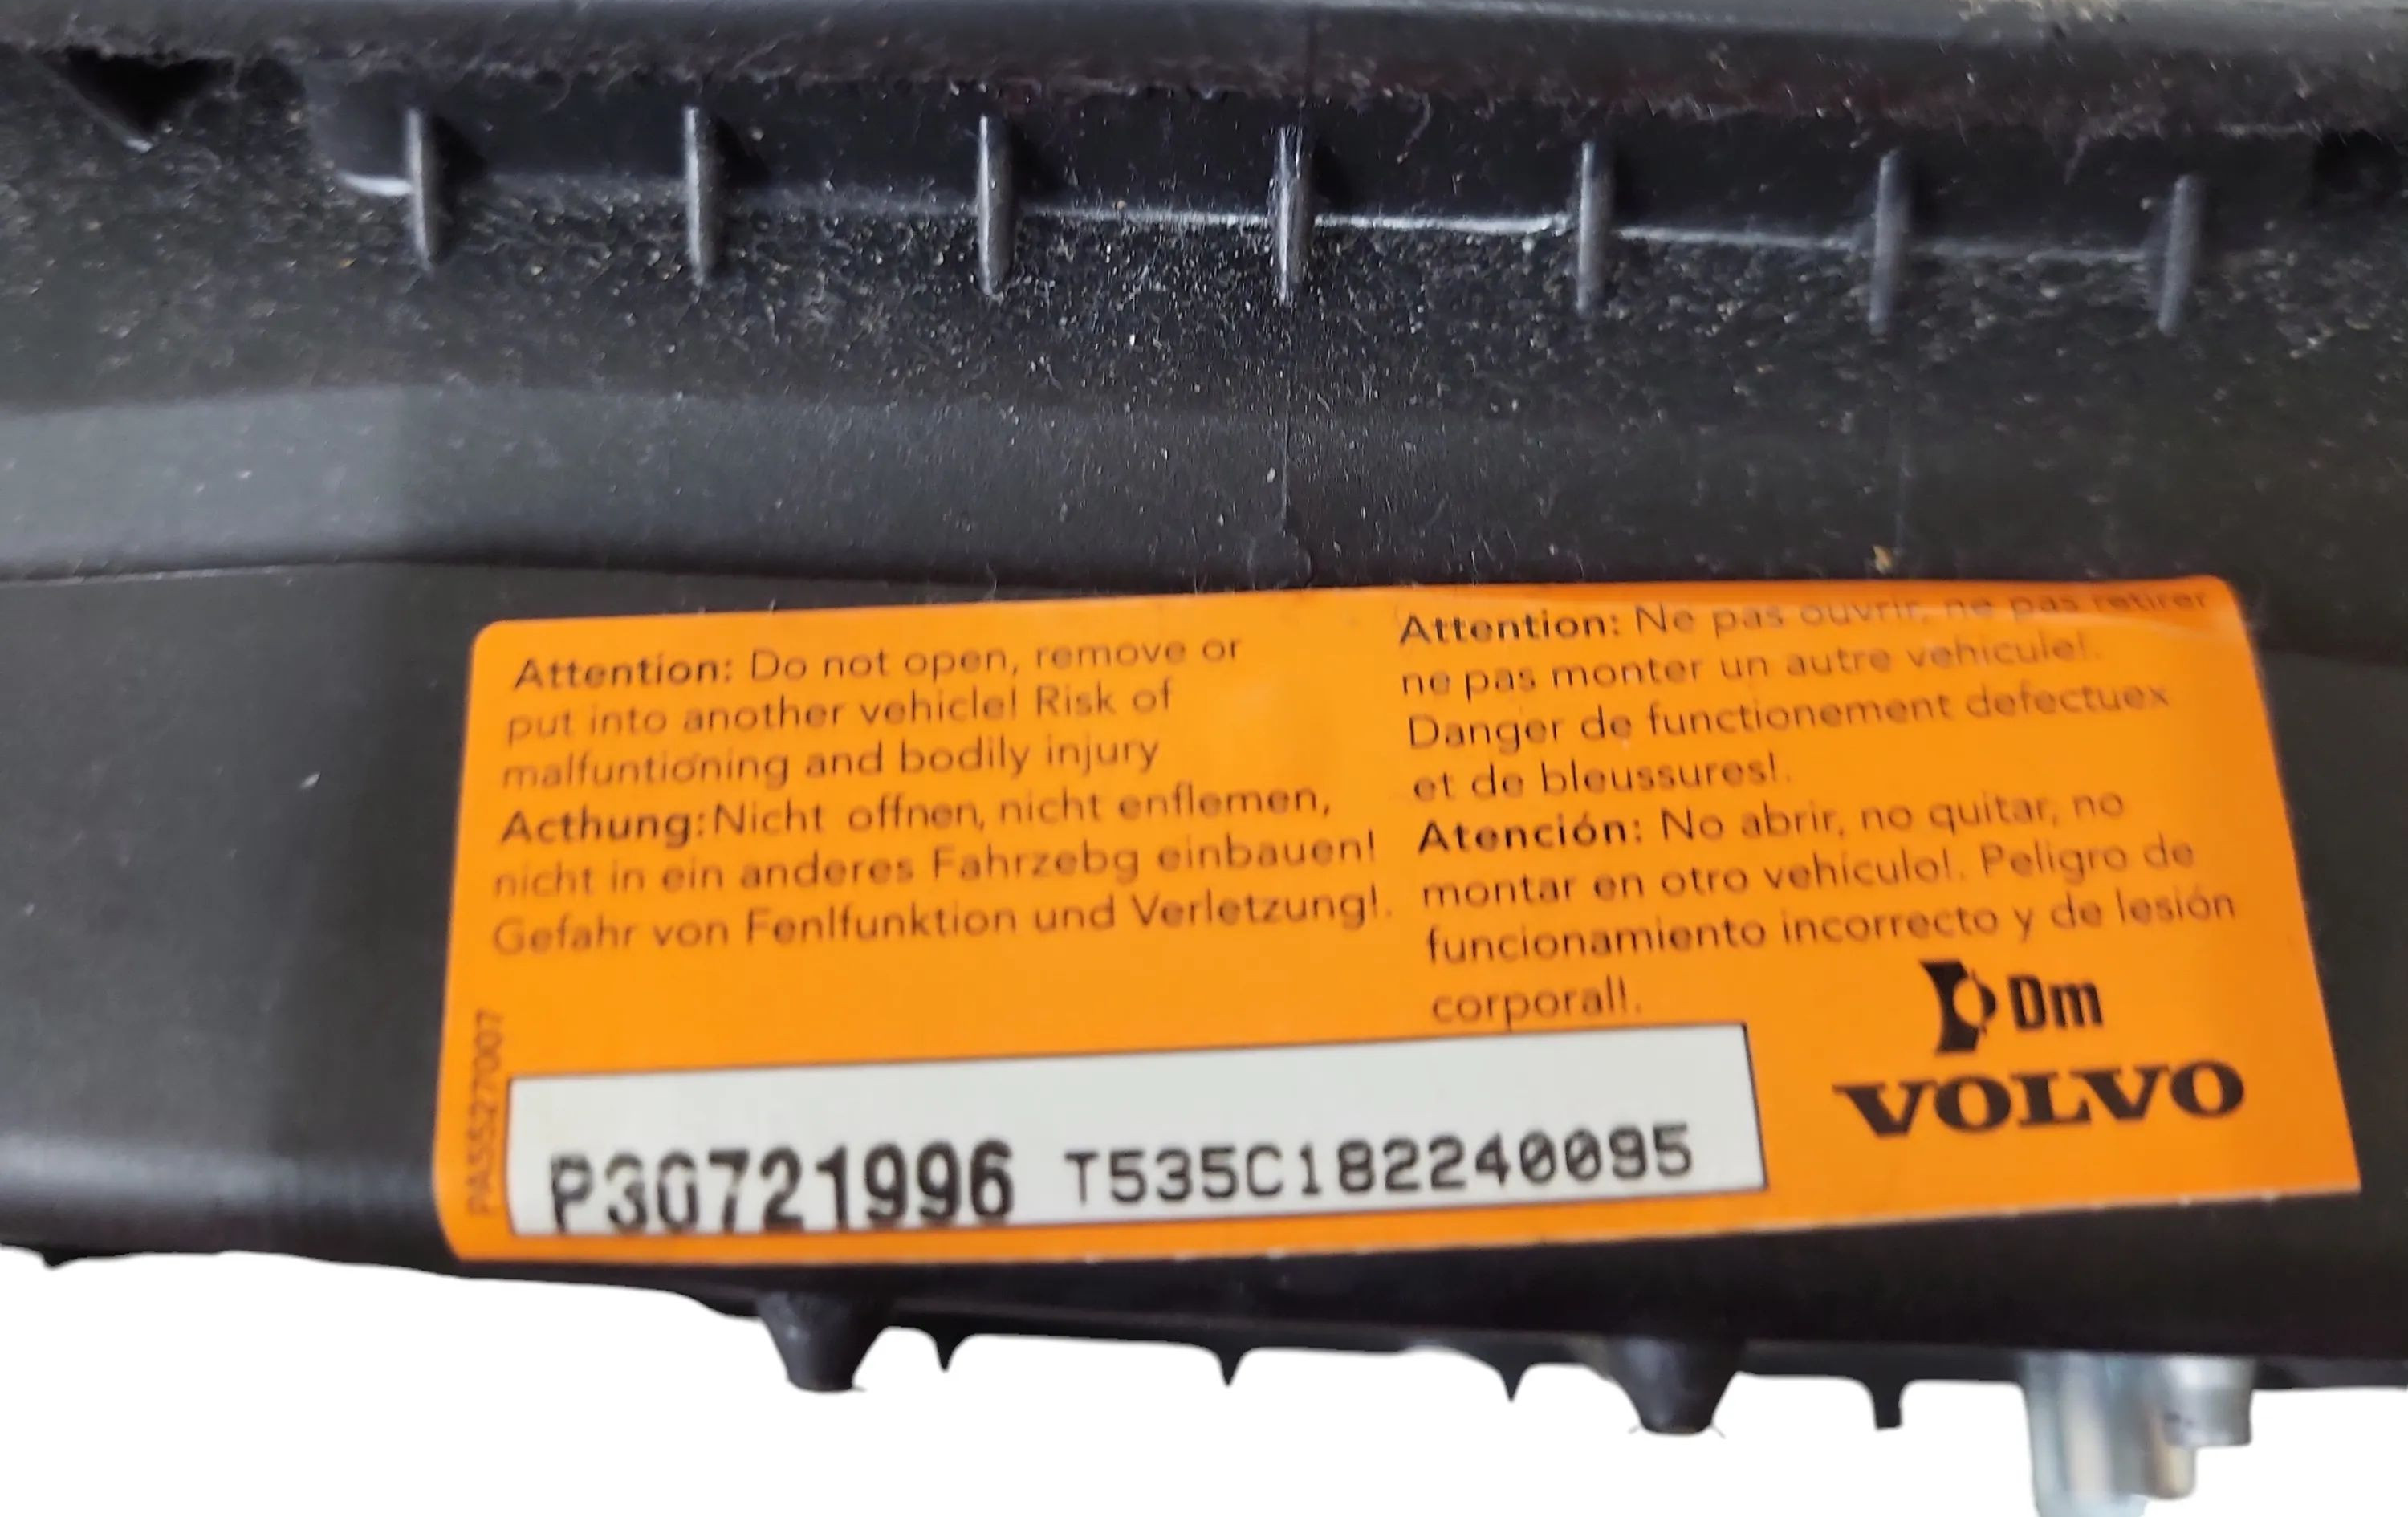 Attention: Do not open, remove or
put into another vehicle! Risk of
malfuntioning and bodily injury
Acthung: Nicht offnen, nicht enflemen,
nicht in ein anderes Fahrzebg einbauen!
Gefahr von Fenlfunktion und Verletzung!.
Attention: Ne pas ouvrir, ne pas retirer
ne pas monter un autre vehicule!.
Danger de functionement defectuex
et de bleussures!.
Atención: No abrir, no quitar, no
montar en otro vehículo!. Peligro de
funcionamiento incorrecto y de lesión
corporal!.
PA5527007
P30721996 T535C182240095
Dm
VOLVO